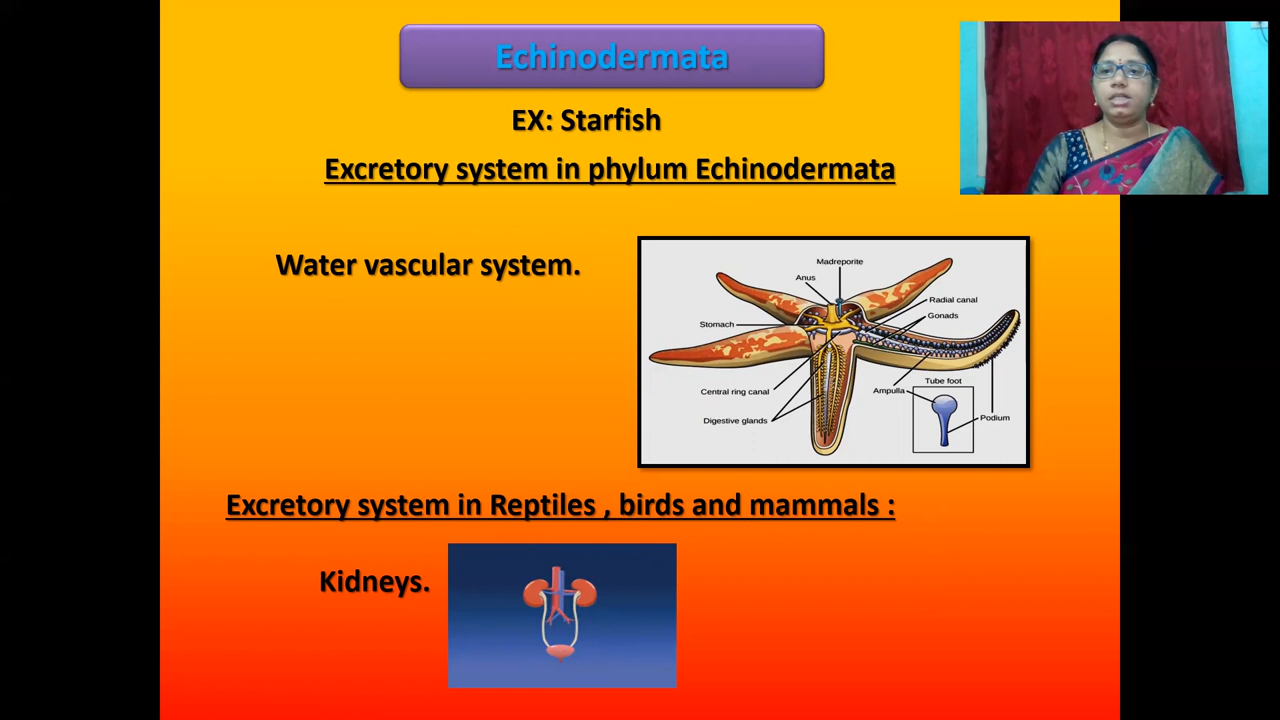 Echinodermata
EX: Starfish
Excretory system in phylum Echinodermata
Water vascular system.
Madreporite
Anus
Radial canal
Gonads
Stomach
Tube foot
Central ring canal
Ampulla
Podium
Digestive glands
Excretory system in Reptiles , birds and mammals :
Kidneys.